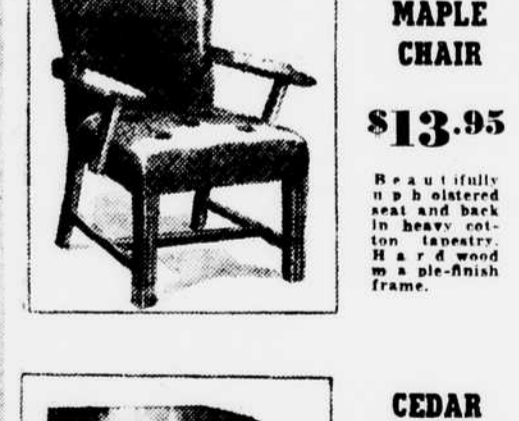 MAPLE
CHAIR
$13.95
Beautifully
upholstered
seat and back
in heavy cot-
ton tapestry.
Hard wood
maple-finish
frame.
CEDAR